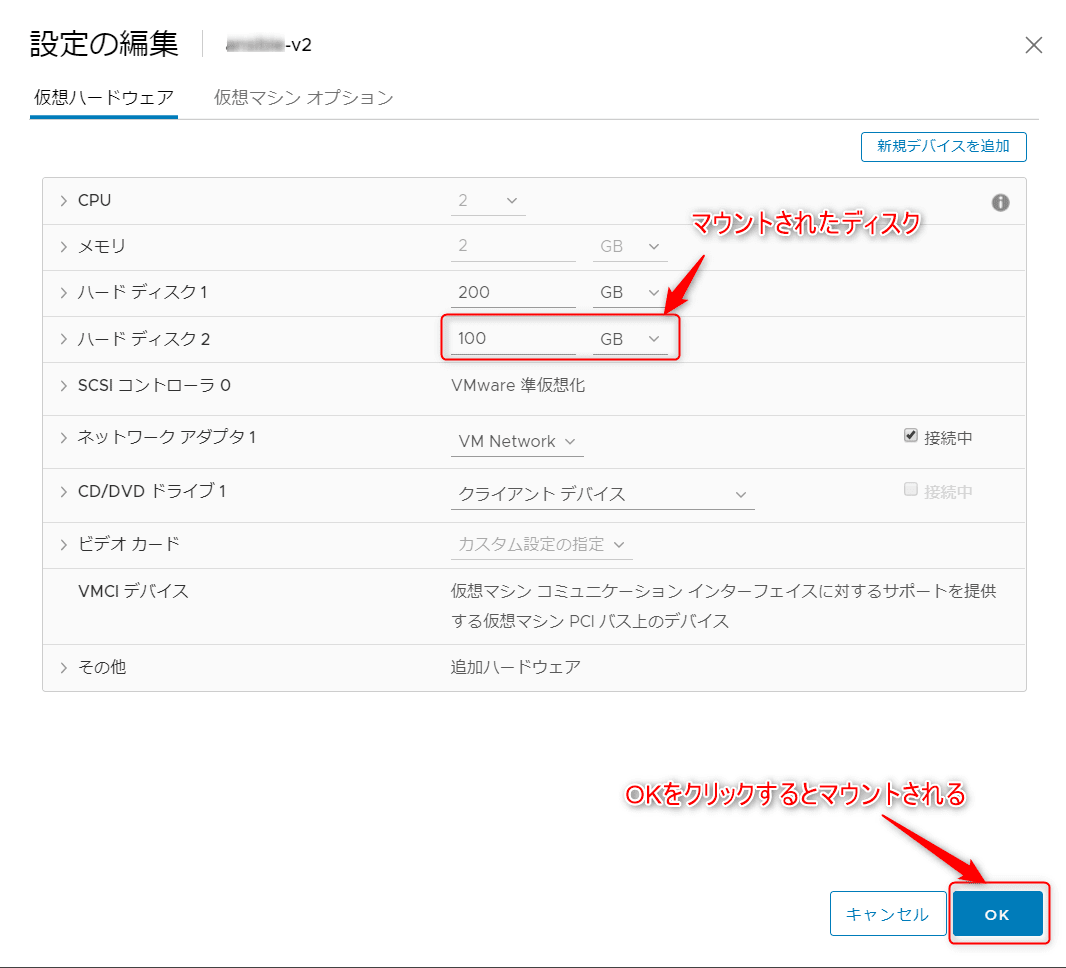 設定の編集 -v2
仮想ハードウェア 仮想マシン オプション
新規デバイスを追加
CPU 2
マウントされたディスク
メモリ 2 GB
ハード ディスク 1 200 GB
ハード ディスク 2 100 GB
SCSI コントローラ 0 VMware 準仮想化
ネットワーク アダプタ 1 VM Network 接続中
CD/DVD ドライブ 1 クライアント デバイス 接続中
ビデオ カード カスタム設定の指定
VMCI デバイス 仮想マシン コミュニケーション インターフェイスに対するサポートを提供
する仮想マシン PCI バス上のデバイス
その他 追加ハードウェア
OKをクリックするとマウントされる
キャンセル OK